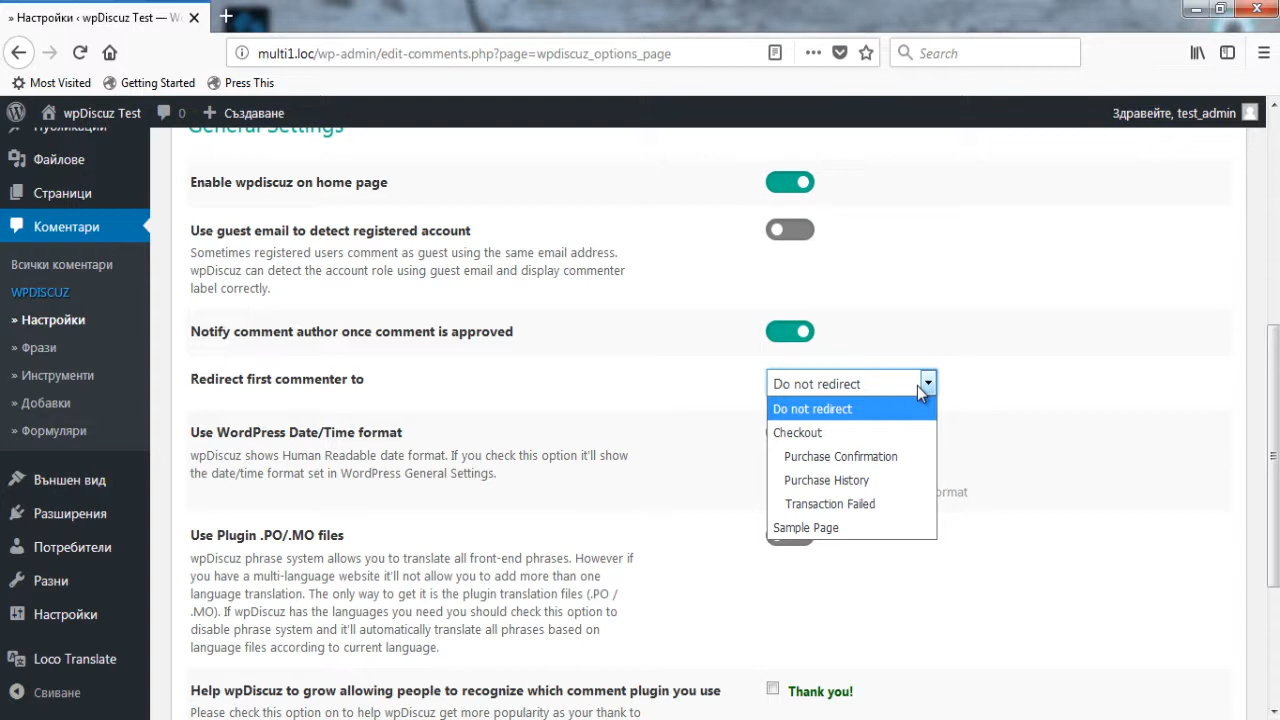 » Настройки ‹ wpDiscuz Test — W
multi1.loc/wp-admin/edit-comments.php?page=wpdiscuz_options_page
Search
Most Visited
Getting Started
Press This
wpDiscuz Test
0
Създаване
Здравейте, test_admin
Публикации
Файлове
Страници
Коментари
Всички коментари
WPDISCUZ
» Настройки
» Фрази
» Инструменти
» Добавки
» Формуляри
Външен вид
Разширения
Потребители
Разни
Настройки
Loco Translate
Свиване
General Settings
Enable wpdiscuz on home page
Use guest email to detect registered account
Sometimes registered users comment as guest using the same email address.
wpDiscuz can detect the account role using guest email and display commenter
label correctly.
Notify comment author once comment is approved
Redirect first commenter to
Do not redirect
Do not redirect
Checkout
Purchase Confirmation
Purchase History
Transaction Failed
Sample Page
Use WordPress Date/Time format
wpDiscuz shows Human Readable date format. If you check this option it'll show
the date/time format set in WordPress General Settings.
ormat
Use Plugin .PO/.MO files
wpDiscuz phrase system allows you to translate all front-end phrases. However if
you have a multi-language website it'll not allow you to add more than one
language translation. The only way to get it is the plugin translation files (.PO /
.MO). If wpDiscuz has the languages you need you should check this option to
disable phrase system and it'll automatically translate all phrases based on
language files according to current language.
Help wpDiscuz to grow allowing people to recognize which comment plugin you use
Thank you!
Please check this option on to help wpDiscuz get more popularity as your thank to